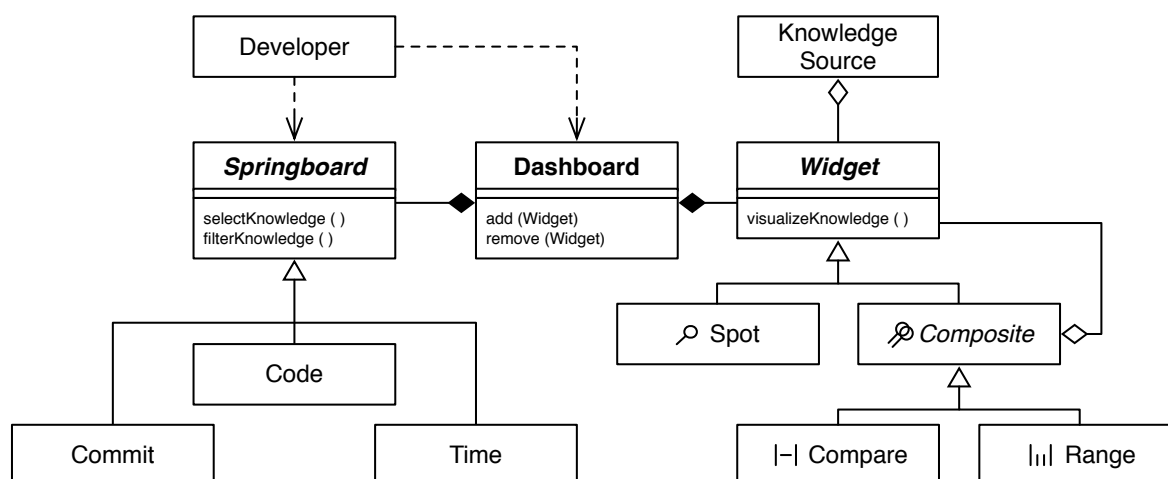 Developer
Knowledge
Source
Springboard
selectKnowledge ( )
filterKnowledge ( )
Dashboard
add (Widget)
remove (Widget)
Widget
visualizeKnowledge ( )
Spot
Composite
Code
Commit
Time
Compare
Range